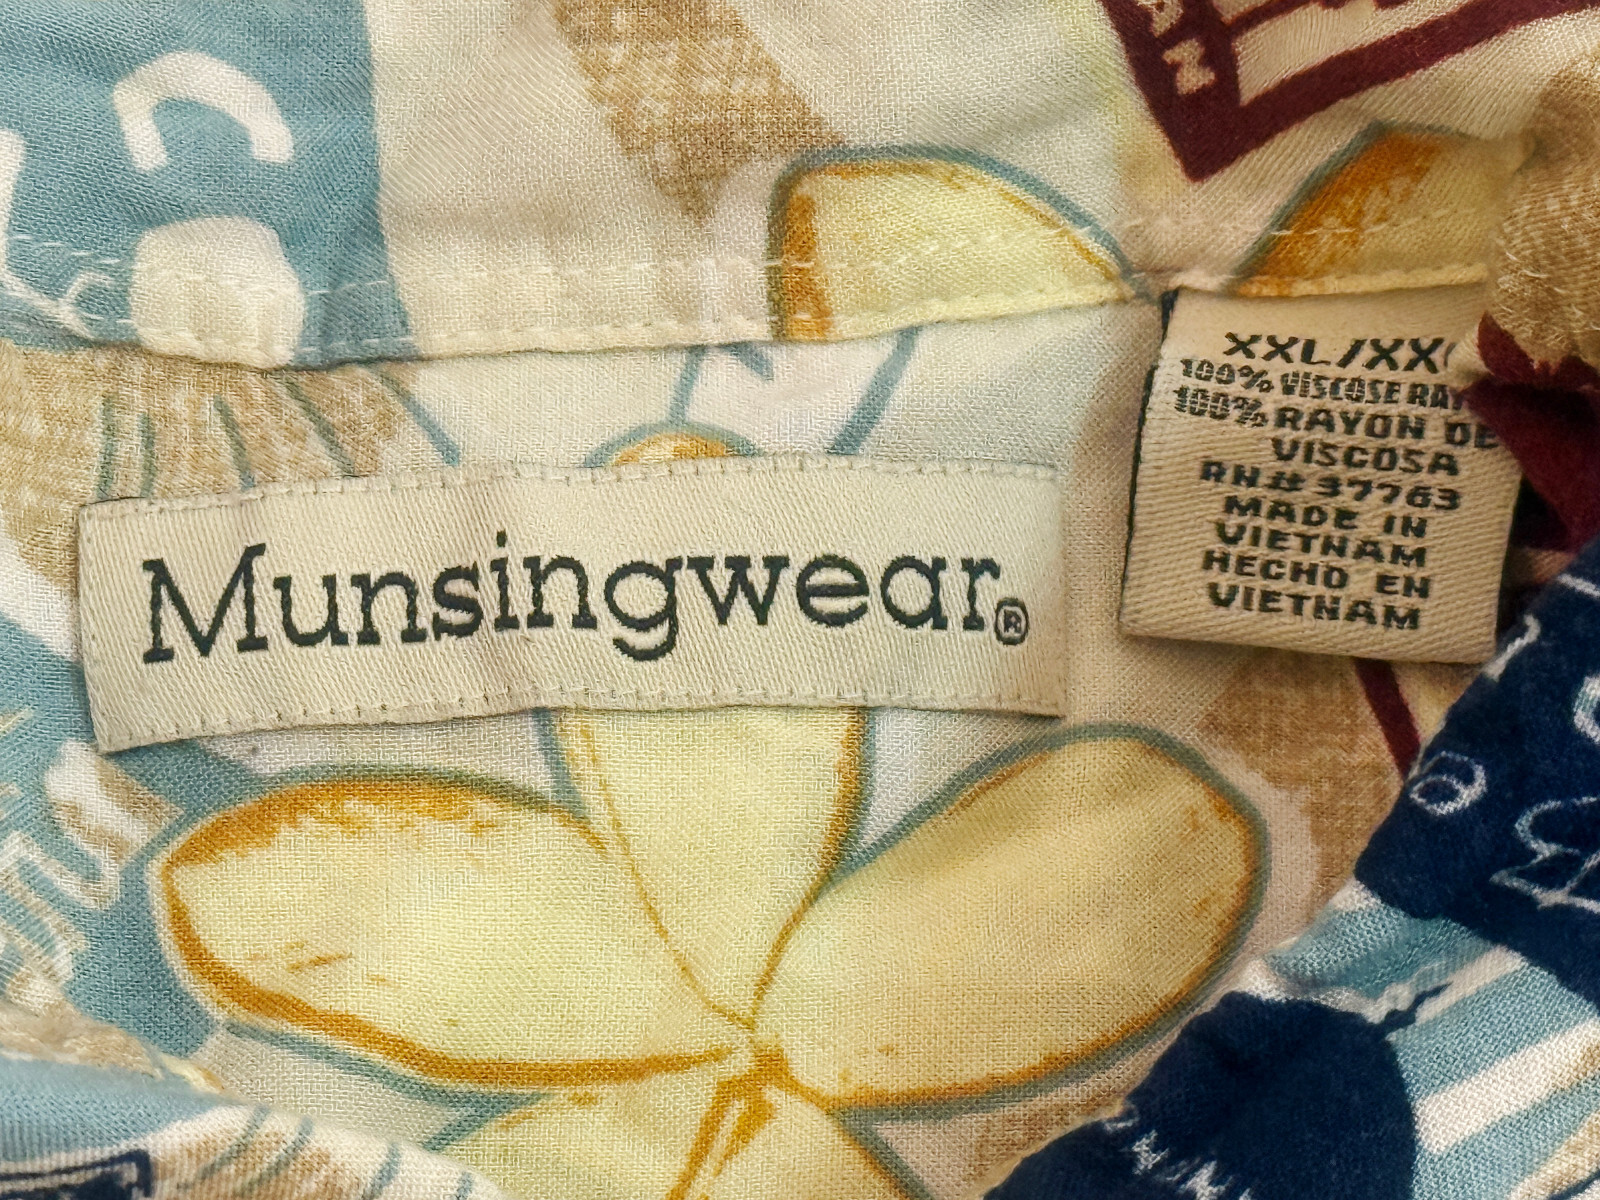 Munsingwear®
XXL/XX
100% VISCOSE RAY
100% RAYON DE
VISCOSA
RN# 37763
MADE IN
VIETNAM
HECHO EN
VIETNAM